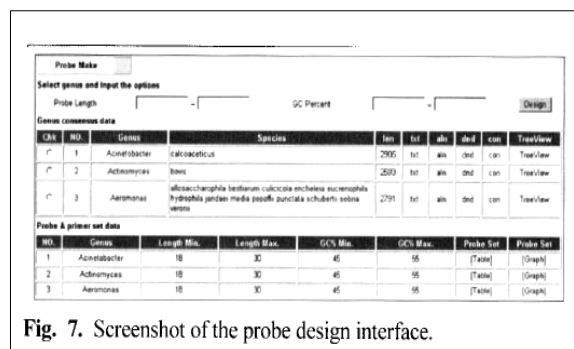 Probe Make
Select genus and input the options
Probe Length - GC Percent - Design
Genus consensus data
Chk NO. Genus Species len txt aln dnd con TreeView
1 Acinetobacter calcoaceticus 2906 txt aln dnd con TreeView
2 Actinomyces bovis txt aln dnd con TreeView
3 Aeromonas allosaccharophila bestiarum culicicola encheleia eucrenophila
hydrophila jandaei media popoffii punctata schuberti sobria 2791 txt aln dnd con TreeView
veronii
Probe & primer set data
NO. Genus Length Min. Length Max. GC% Min. GC% Max. Probe Set Probe Set
1 Acinetobacter 18 30 45 55 [Table] [Graph]
2 Actinomyces 18 30 45 55 [Table] [Graph]
3 Aeromonas 18 30 45 55 [Table] [Graph]
Fig. 7. Screenshot of the probe design interface.